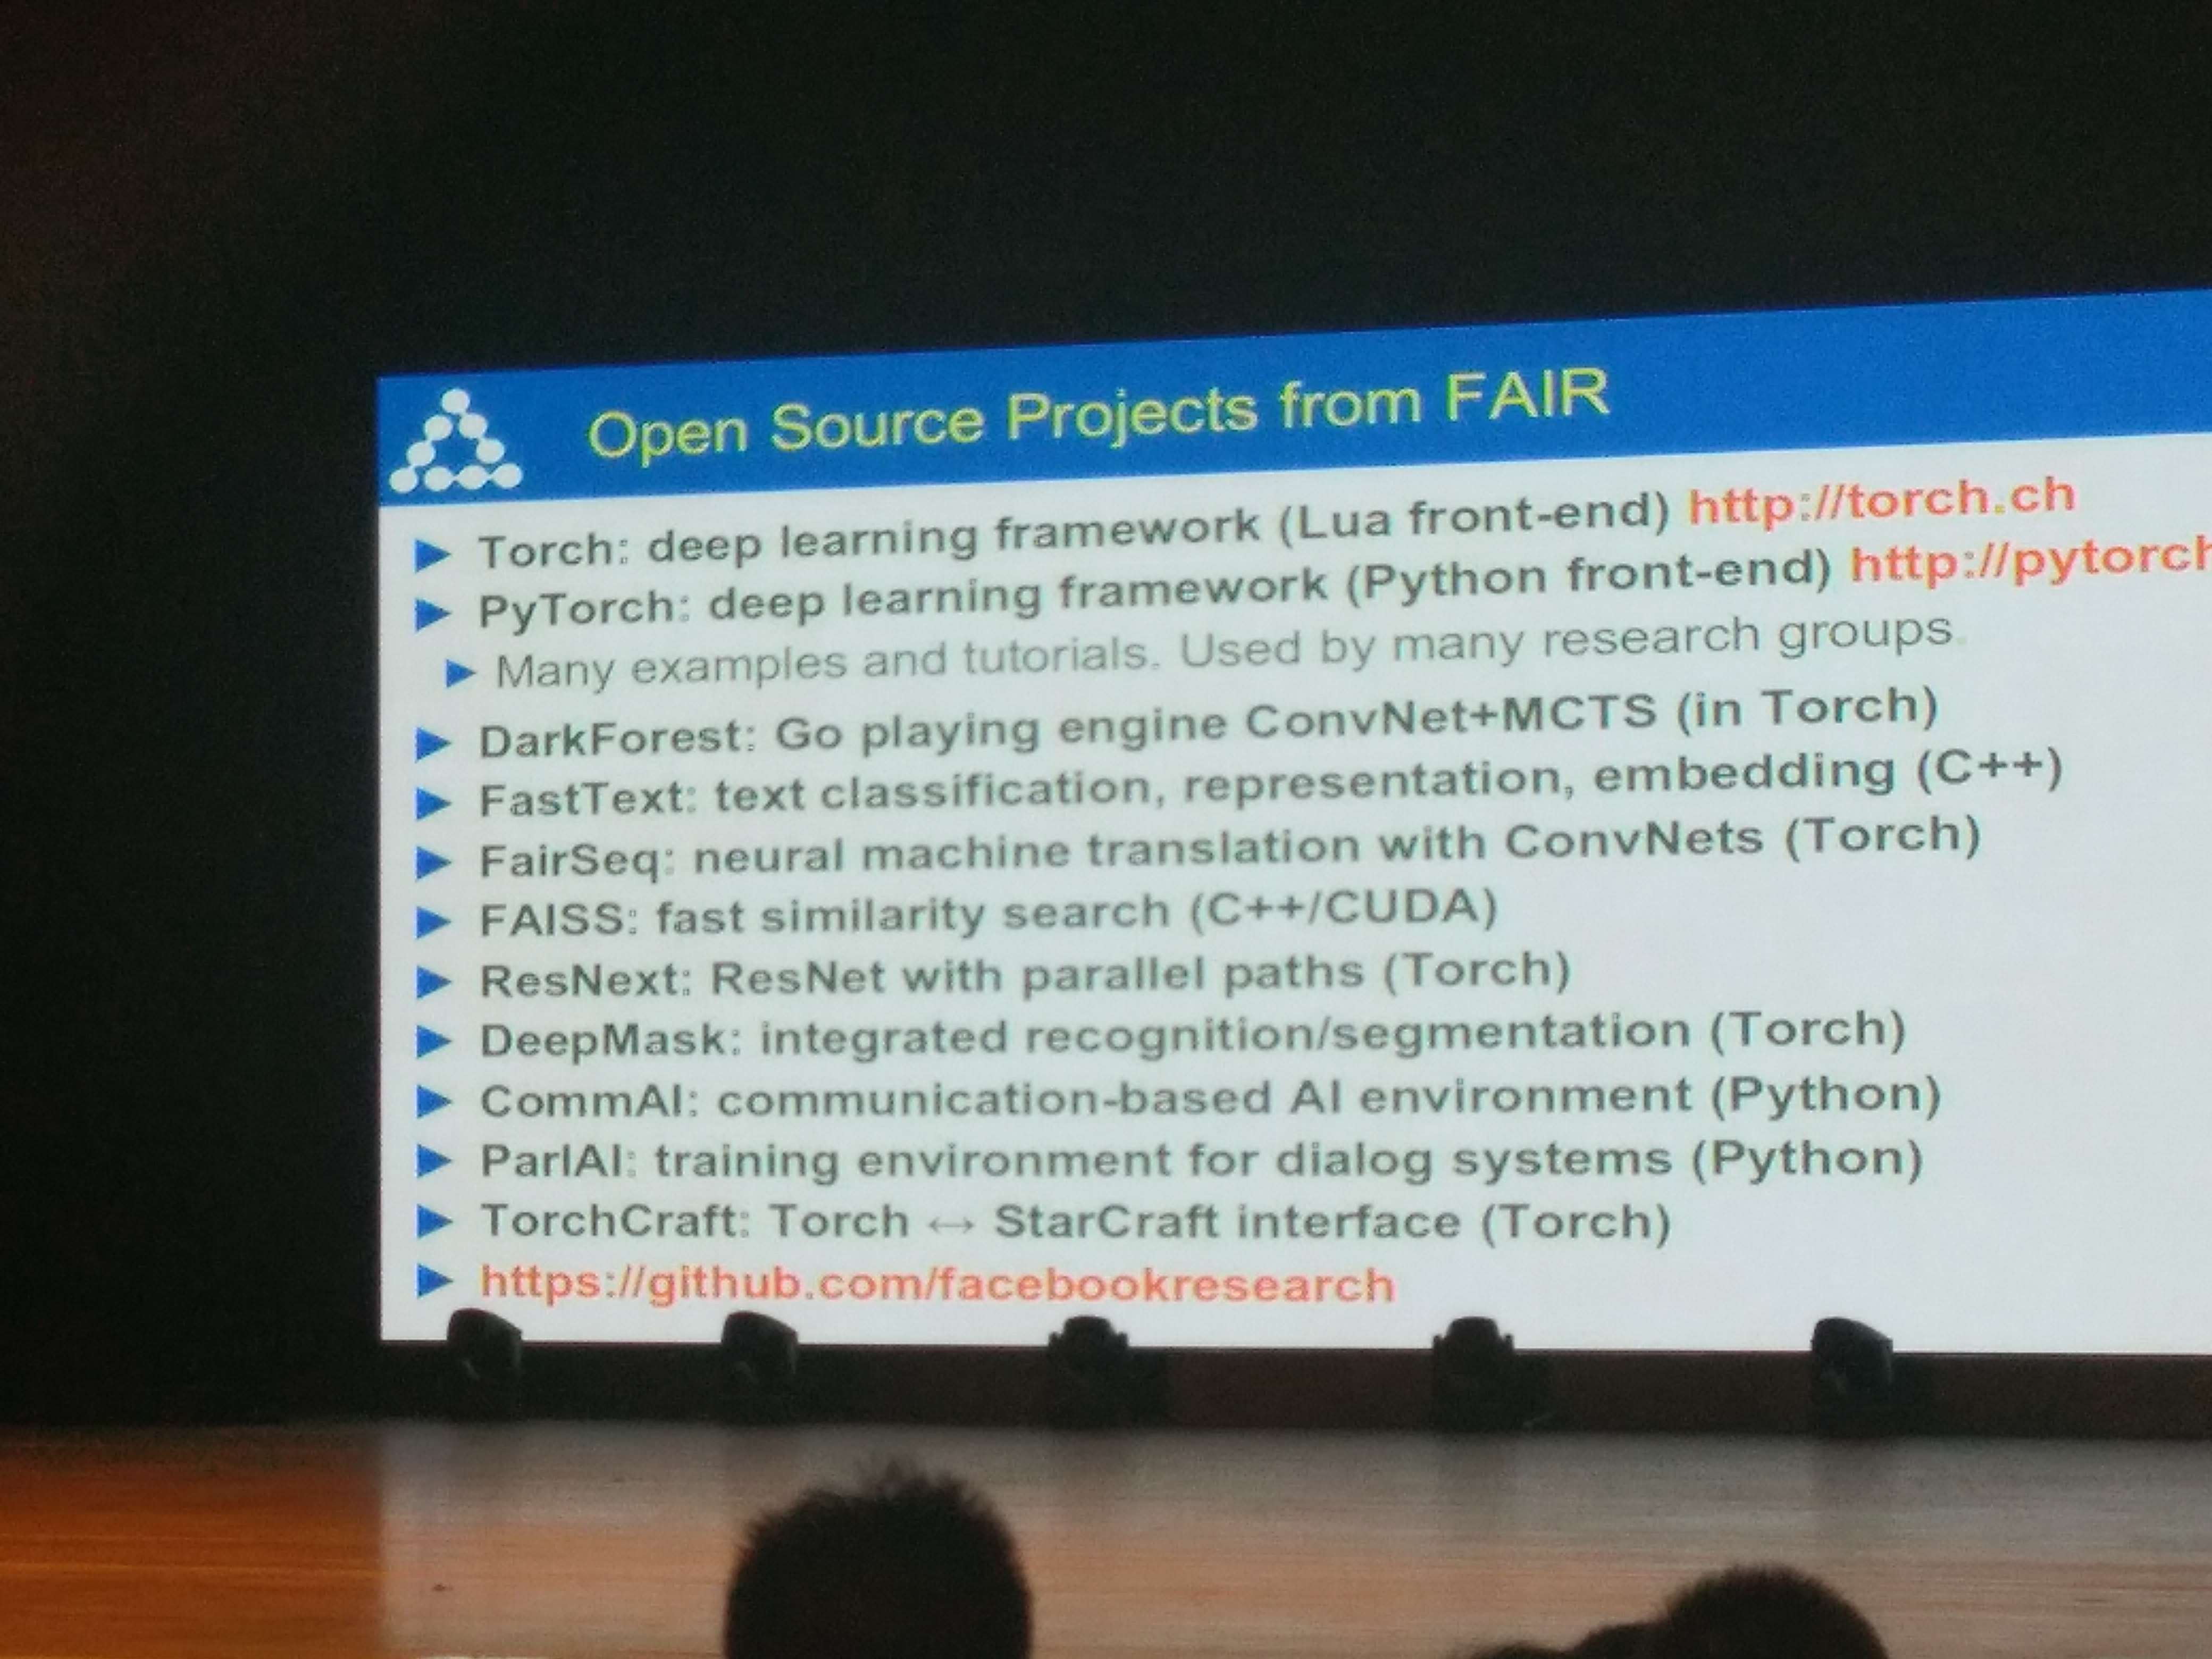 Open Source Projects from FAIR
Torch: deep learning framework (Lua front-end) http://torch.ch
PyTorch: deep learning framework (Python front-end) http://pytorch
Many examples and tutorials. Used by many research groups.
DarkForest: Go playing engine ConvNet+MCTS (in Torch)
FastText: text classification, representation, embedding (C++)
FairSeq: neural machine translation with ConvNets (Torch)
FAISS: fast similarity search (C++/CUDA)
ResNext: ResNet with parallel paths (Torch)
DeepMask: integrated recognition/segmentation (Torch)
CommAI: communication-based AI environment (Python)
ParlAI: training environment for dialog systems (Python)
TorchCraft: Torch ↔ StarCraft interface (Torch)
https://github.com/facebookresearch